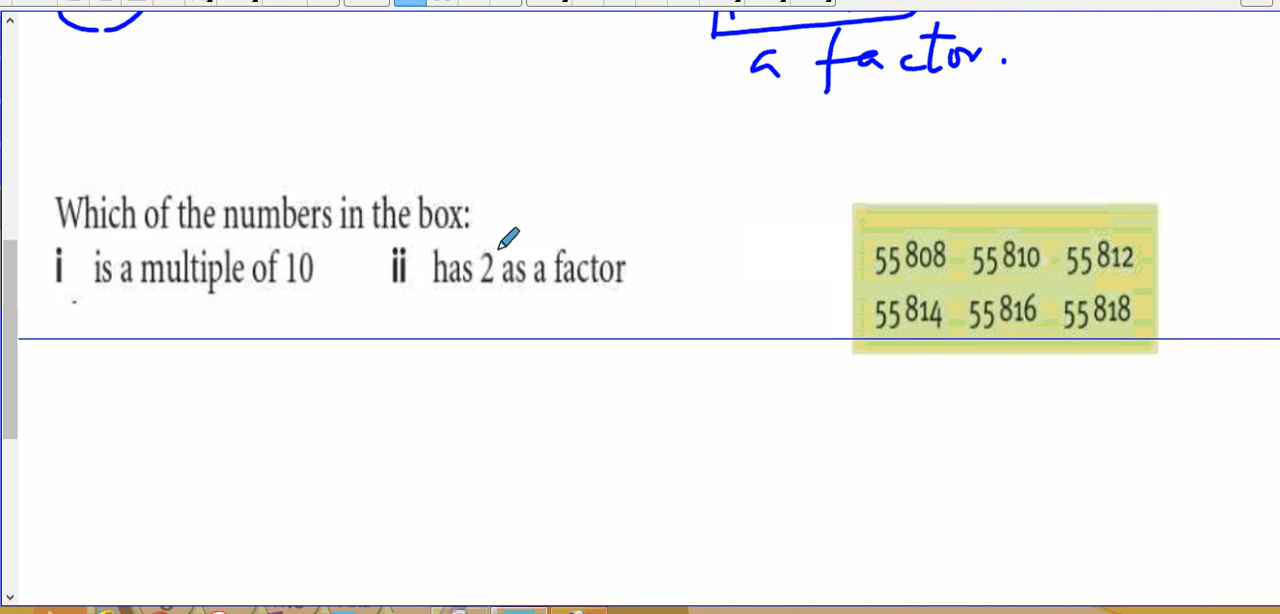 a factor.
Which of the numbers in the box:
i is a multiple of 10 ii has 2 as a factor
55 808 55 810 55 812
55 814 55 816 55 818